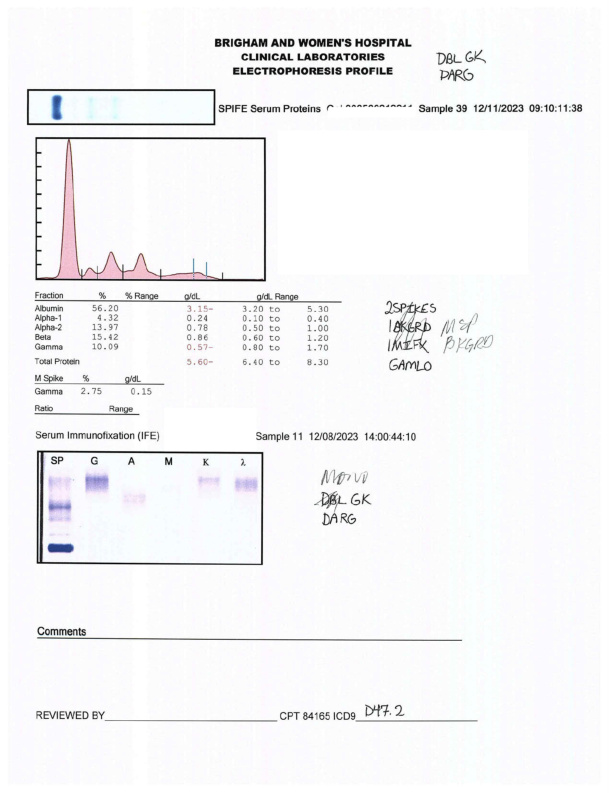 BRIGHAM AND WOMEN'S HOSPITAL
CLINICAL LABORATORIES
ELECTROPHORESIS PROFILE
DBL GK
DARG
SPIFE Serum Proteins Sample 39 12/11/2023 09:10:11:38
Fraction % % Range g/dL g/dL Range
Albumin 56.20 3.15- 3.20 to 5.30
Alpha-1 4.32 0.24 0.10 to 0.40
Alpha-2 13.97 0.78 0.50 to 1.00
Beta 15.42 0.86 0.60 to 1.20
Gamma 10.09 0.57- 0.80 to 1.70
Total Protein 5.60- 6.40 to 8.30
2SPIKES
1BKGRD MSP
1MIFX BKGRD
GAMLO
M Spike % g/dL
Gamma 2.75 0.15
Ratio Range
Serum Immunofixation (IFE) Sample 11 12/08/2023 14:00:44:10
SP G A M K λ
DBL GK
DARG
Comments
REVIEWED BY CPT 84165 ICD9 D47.2